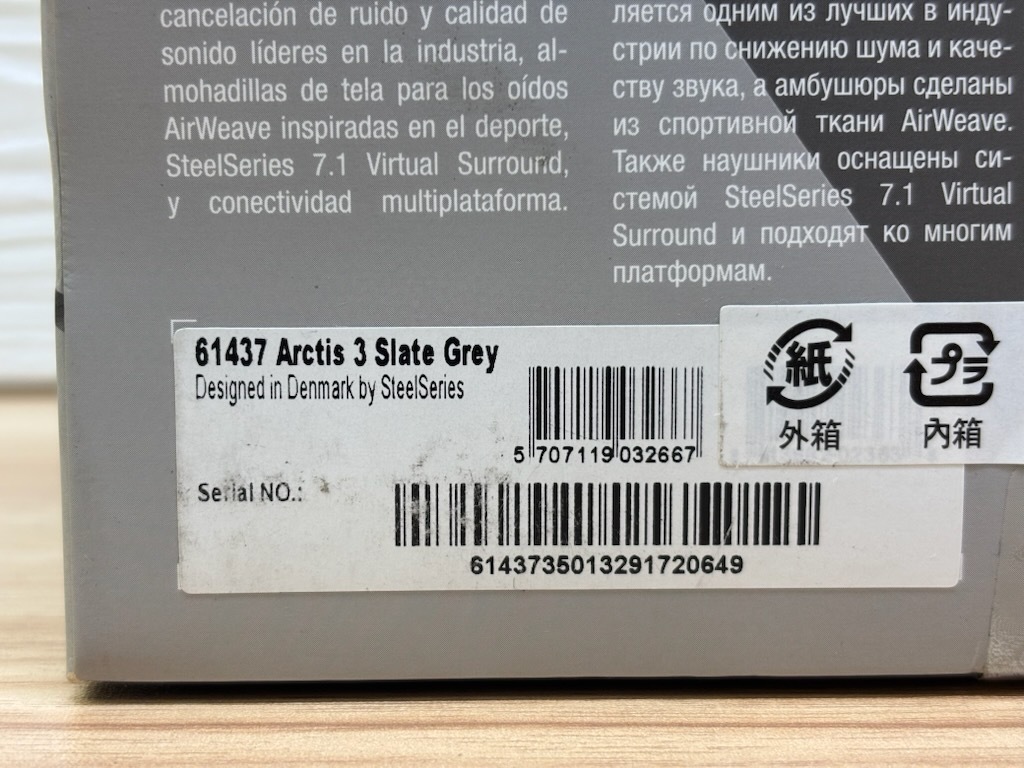 cancelación de ruido y calidad de
sonido líderes en la industria, al-
mohadillas de tela para los oídos
AirWeave inspiradas en el deporte,
SteelSeries 7.1 Virtual Surround,
y conectividad multiplataforma.
ляется одним из лучших в инду-
стрии по снижению шума и каче-
ству звука, а амбушюры сделаны
из спортивной ткани AirWeave.
Также наушники оснащены си-
стемой SteelSeries 7.1 Virtual
Surround и подходят ко многим
платформам.
61437 Arctis 3 Slate Grey
Designed in Denmark by SteelSeries
5 707119 032667
Serial NO.:
6143735013291720649
紙
外箱
プラ
內箱